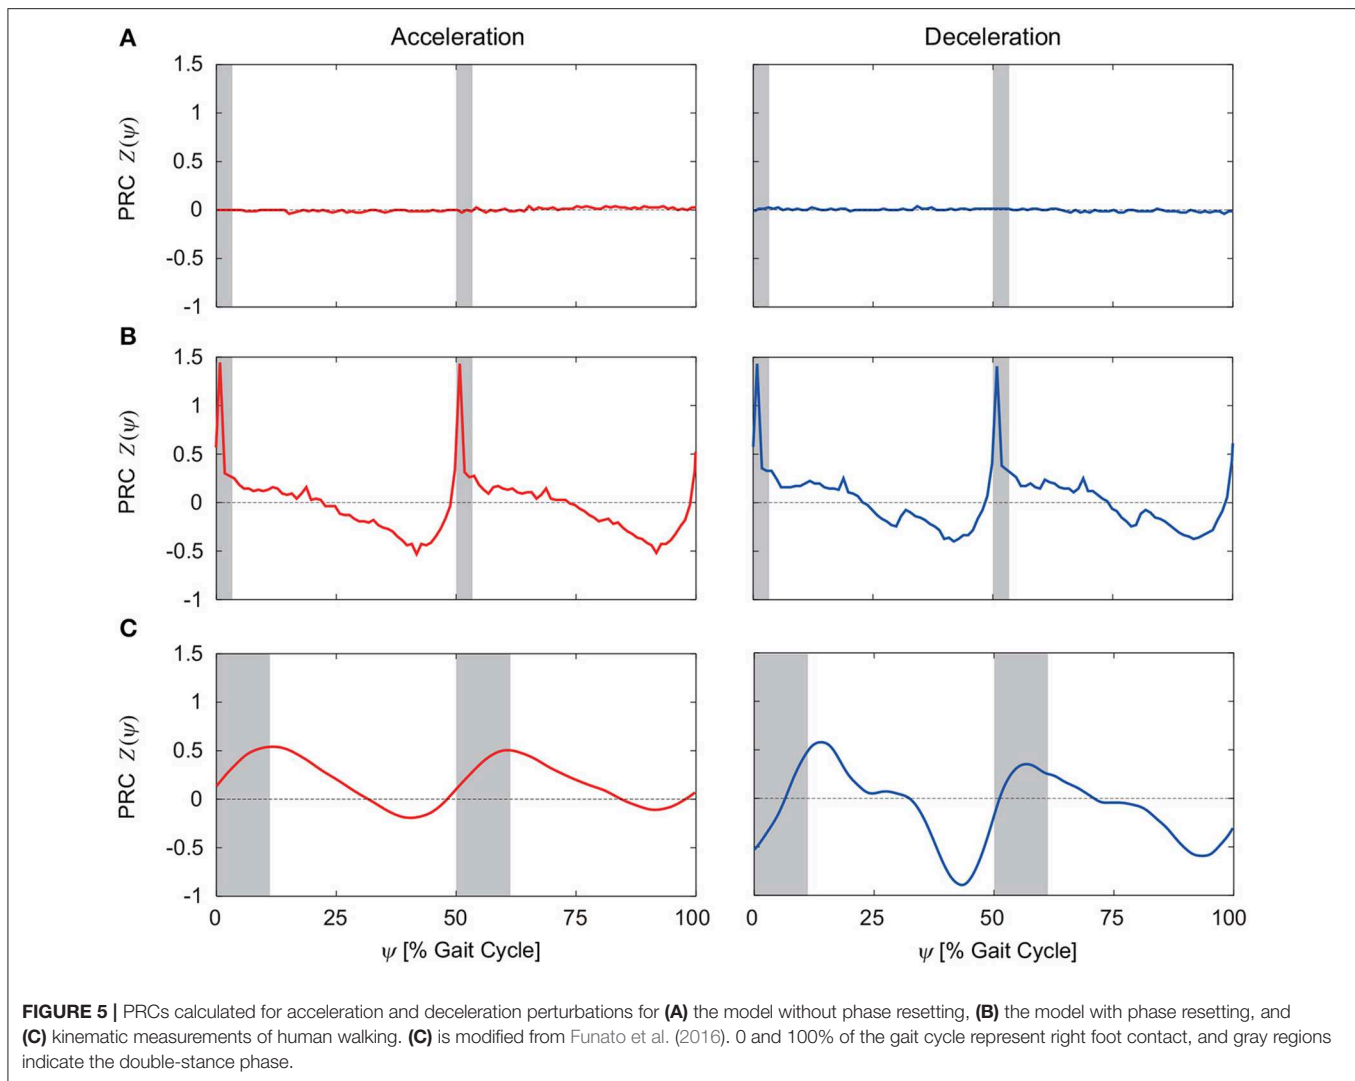 A
Acceleration
Deceleration
1.5
1
0.5
0
-0.5
-1
PRC Z(ψ)
B
1.5
1
0.5
0
-0.5
-1
PRC Z(ψ)
C
1.5
1
0.5
0
-0.5
-1
PRC Z(ψ)
0 25 50 75 100
0 25 50 75 100
ψ [% Gait Cycle]
ψ [% Gait Cycle]
FIGURE 5 | PRCs calculated for acceleration and deceleration perturbations for (A) the model without phase resetting, (B) the model with phase resetting, and
(C) kinematic measurements of human walking. (C) is modified from Funato et al. (2016). 0 and 100% of the gait cycle represent right foot contact, and gray regions
indicate the double-stance phase.